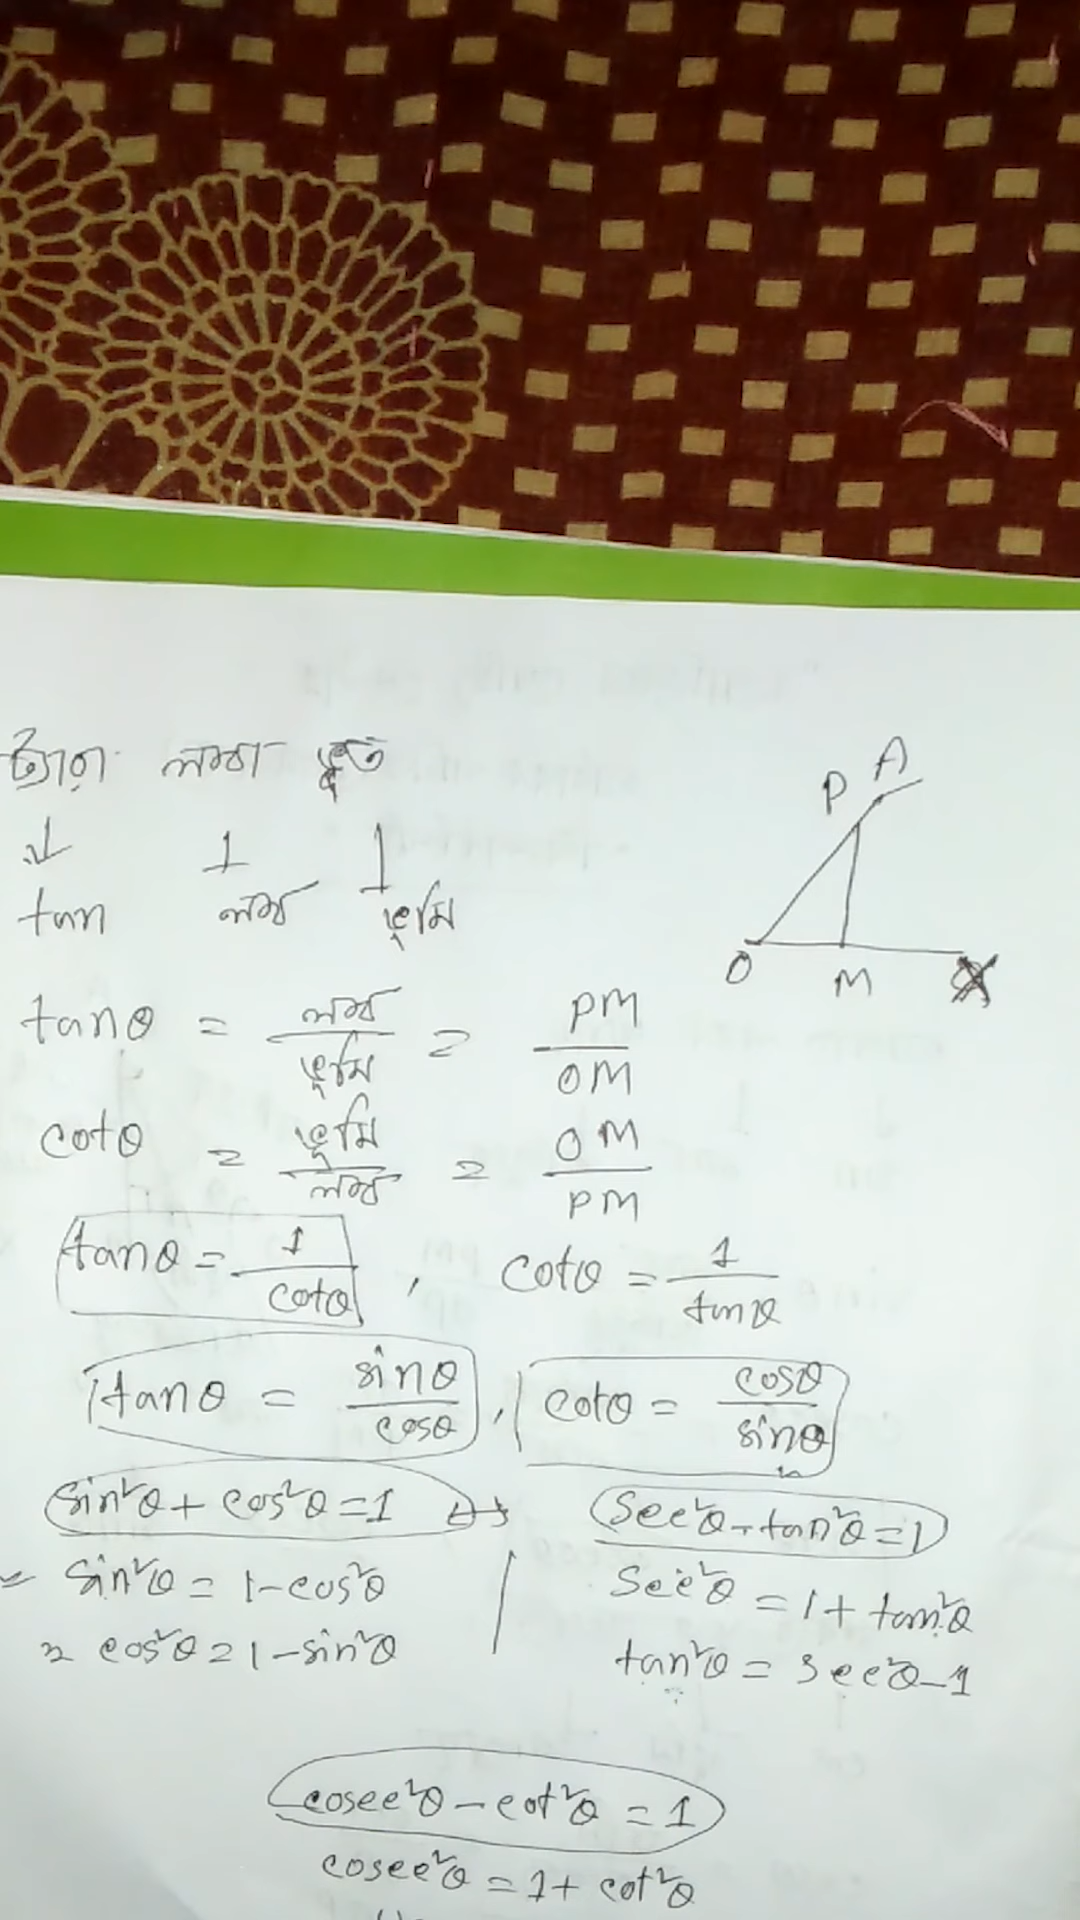 ট্যারা লম্বা ভূত
↓ ↓ ↓
tan লম্ব ভূমি
P A
O M X
tanθ = লম্ব/ভূমি = PM/OM
cotθ = ভূমি/লম্ব = OM/PM
tanθ = 1/cotθ , cotθ = 1/tanθ
tanθ = sinθ/cosθ , cotθ = cosθ/sinθ
sin²θ + cos²θ = 1 ↔ sec²θ - tan²θ = 1
= sin²θ = 1 - cos²θ | sec²θ = 1 + tan²θ
= cos²θ = 1 - sin²θ | tan²θ = sec²θ - 1
cosec²θ - cot²θ = 1
cosec²θ = 1 + cot²θ